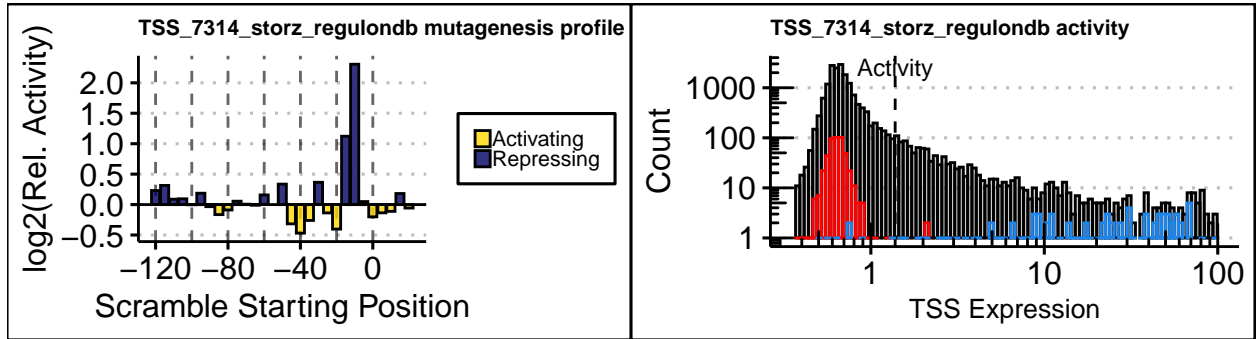 TSS_7314_storz_regulondb mutagenesis profile
log2(Rel. Activity)
2.0
1.5
1.0
0.5
0.0
−0.5
−120
−80
−40
0
Scramble Starting Position
Activating
Repressing
TSS_7314_storz_regulondb activity
Activity
Count
1000
100
10
1
1
10
100
TSS Expression